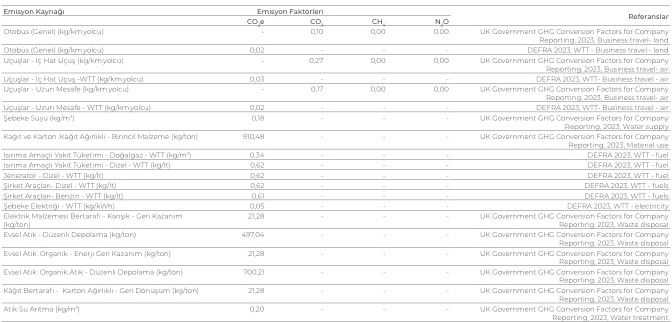 Emisyon Kaynağı Emisyon Faktörleri Referanslar
CO₂e CO₂ CH₄ N₂O
Otobüs (Genel) (kg/km.yolcu) - 0,10 0,00 0,00 UK Government GHG Conversion Factors for Company
Reporting, 2023, Business travel- land
Otobüs (Genel) (kg/km.yolcu) 0,02 - - - DEFRA 2023, WTT - Business travel - land
Uçuşlar - İç Hat Uçuş (kg/km.yolcu) - 0,27 0,00 0,00 UK Government GHG Conversion Factors for Company
Reporting, 2023, Business travel- air
Uçuşlar - İç Hat Uçuş -WTT (kg/km.yolcu) 0,03 - - - DEFRA 2023, WTT- Business travel - air
Uçuşlar - Uzun Mesafe (kg/km.yolcu) - 0,17 0,00 0,00 UK Government GHG Conversion Factors for Company
Reporting, 2023, Business travel- air
Uçuşlar - Uzun Mesafe - WTT (kg/km.yolcu) 0,02 - - - DEFRA 2023, WTT- Business travel - air
Şebeke Suyu (kg/m³) 0,18 - - - UK Government GHG Conversion Factors for Company
Reporting, 2023, Water supply
Kağıt ve Karton :Kağıt Ağırlıklı - Birincil Malzeme (kg/ton) 910,48 - - - UK Government GHG Conversion Factors for Company
Reporting, 2023, Material use
Isınma Amaçlı Yakıt Tüketimi - Doğalgaz - WTT (kg/m³) 0,34 - - - DEFRA 2023, WTT - fuel
Isınma Amaçlı Yakıt Tüketimi - Dizel - WTT (kg/lt) 0,62 - - - DEFRA 2023, WTT - fuel
Jeneratör - Dizel - WTT (kg/lt) 0,62 - - - DEFRA 2023, WTT - fuel
Şirket Araçları- Dizel - WTT (kg/lt) 0,62 - - - DEFRA 2023, WTT - fuels
Şirket Araçları- Benzin - WTT (kg/lt) 0,61 - - - DEFRA 2023, WTT - fuels
Şebeke Elektriği - WTT (kg/kWh) 0,05 - - - DEFRA 2023, WTT - electricity
Elektrik Malzemesi Bertarafı - Karışık - Geri Kazanım 21,28 - - - UK Government GHG Conversion Factors for Company
(kg/ton) Reporting, 2023, Waste disposal
Evsel Atık - Düzenli Depolama (kg/ton) 497,04 - - - UK Government GHG Conversion Factors for Company
Reporting, 2023, Waste disposal
Evsel Atık: Organik - Enerji Geri Kazanım (kg/ton) 21,28 - - - UK Government GHG Conversion Factors for Company
Reporting, 2023, Waste disposal
Evsel Atık: Organik Atık - Düzenli Depolama (kg/ton) 700,21 - - - UK Government GHG Conversion Factors for Company
Reporting, 2023, Waste disposal
Kâğıt Bertarafı - Karton Ağırlıklı - Geri Dönüşüm (kg/ton) 21,28 - - - UK Government GHG Conversion Factors for Company
Reporting, 2023, Waste disposal
Atık Su Arıtma (kg/m³) 0,20 - - - UK Government GHG Conversion Factors for Company
Reporting, 2023, Water treatment